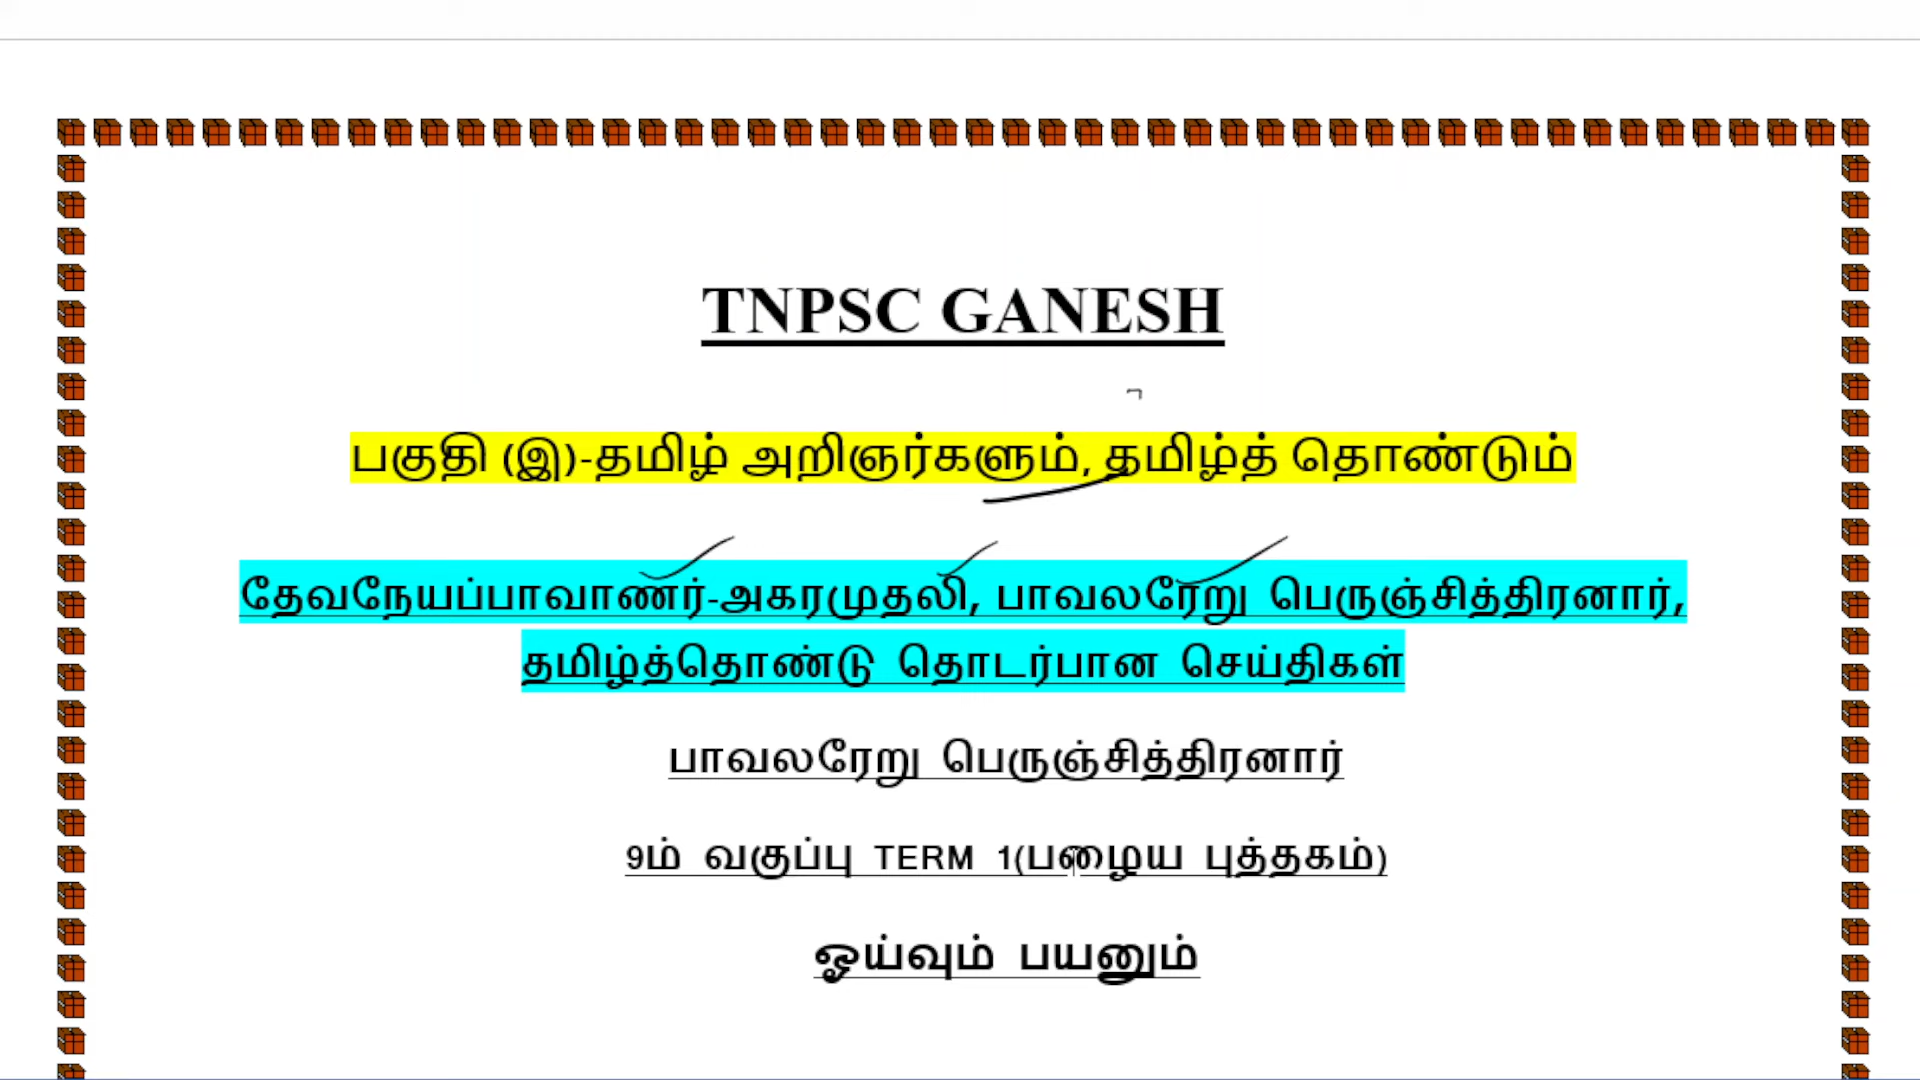 TNPSC GANESH
பகுதி (இ)-தமிழ் அறிஞர்களும், தமிழ்த் தொண்டும்
தேவநேயப்பாவாணர்-அகரமுதலி, பாவலரேறு பெருஞ்சித்திரனார்,
தமிழ்த்தொண்டு தொடர்பான செய்திகள்
பாவலரேறு பெருஞ்சித்திரனார்
9ம் வகுப்பு TERM 1(பழைய புத்தகம்)
ஓய்வும் பயனும்